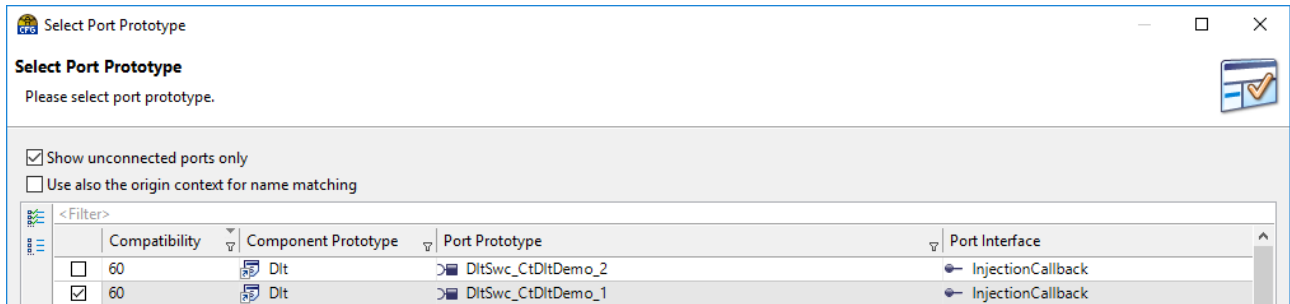 CFG Select Port Prototype
Select Port Prototype
Please select port prototype.
Show unconnected ports only
Use also the origin context for name matching
<Filter>
Compatibility Component Prototype Port Prototype Port Interface
60 Dlt DltSwc_CtDltDemo_2 InjectionCallback
60 Dlt DltSwc_CtDltDemo_1 InjectionCallback